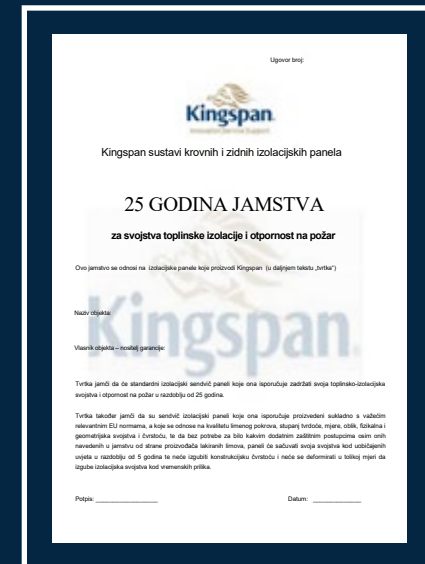 Ugovor broj:
Kingspan
Kingspan sustavi krovnih i zidnih izolacijskih panela
25 GODINA JAMSTVA
za svojstva toplinske izolacije i otpornost na požar
Ovo jamstvo se odnosi na izolacijske panele koje proizvodi Kingspan (u daljnjem tekstu „tvrtka“)
Naziv objekta:
Kingspan
Vlasnik objekta – nositelj garancije:
Tvrtka jamči da će standardni izolacijski sendvič paneli koje ona isporučuje zadržati svoja toplinsko-izolacijska
svojstva i otpornost na požar u razdoblju od 25 godina.
Tvrtka također jamči da su sendvič izolacijski paneli koje ona isporučuje proizvedeni sukladno s važećim
relevantnim EU normama, a koje se odnose na kvalitetu limenog pokrova, stupanj tvrdoće, mjere, oblik, fizikalna i
geometrijska svojstva i čvrstoću, te da bez potrebe za bilo kakvim dodatnim zaštitnim postupcima osim onih
navedenih u jamstvu od strane proizvođača lakiranih limova, paneli će sačuvati svoja svojstva kod uobičajenih
uvjeta u razdoblju od 5 godina te neće izgubiti konstrukcijsku čvrstoću i neće se deformirati u tolikoj mjeri da
izgube izolacijska svojstva kod vremenskih prilika.
Potpis: ________________ Datum: ______________